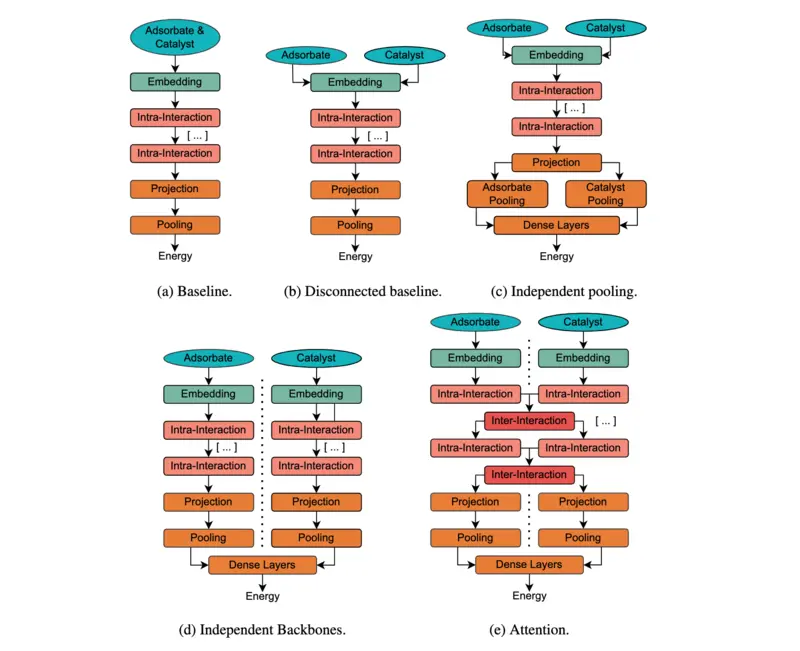 Adsorbate &
Catalyst
Embedding
Intra-Interaction
[ ... ]
Intra-Interaction
Projection
Pooling
Energy
(a) Baseline.
Adsorbate
Catalyst
Embedding
Intra-Interaction
[ ... ]
Intra-Interaction
Projection
Pooling
Energy
(b) Disconnected baseline.
Adsorbate
Catalyst
Embedding
Intra-Interaction
[ ... ]
Intra-Interaction
Projection
Adsorbate
Pooling
Catalyst
Pooling
Dense Layers
Energy
(c) Independent pooling.
Adsorbate
Catalyst
Embedding
Embedding
Intra-Interaction
Intra-Interaction
[ ... ]
[ ... ]
Intra-Interaction
Intra-Interaction
Projection
Projection
Pooling
Pooling
Dense Layers
Energy
(d) Independent Backbones.
Adsorbate
Catalyst
Embedding
Embedding
Intra-Interaction
Intra-Interaction
Inter-Interaction
[ ... ]
Intra-Interaction
Intra-Interaction
Inter-Interaction
Projection
Projection
Pooling
Pooling
Dense Layers
Energy
(e) Attention.